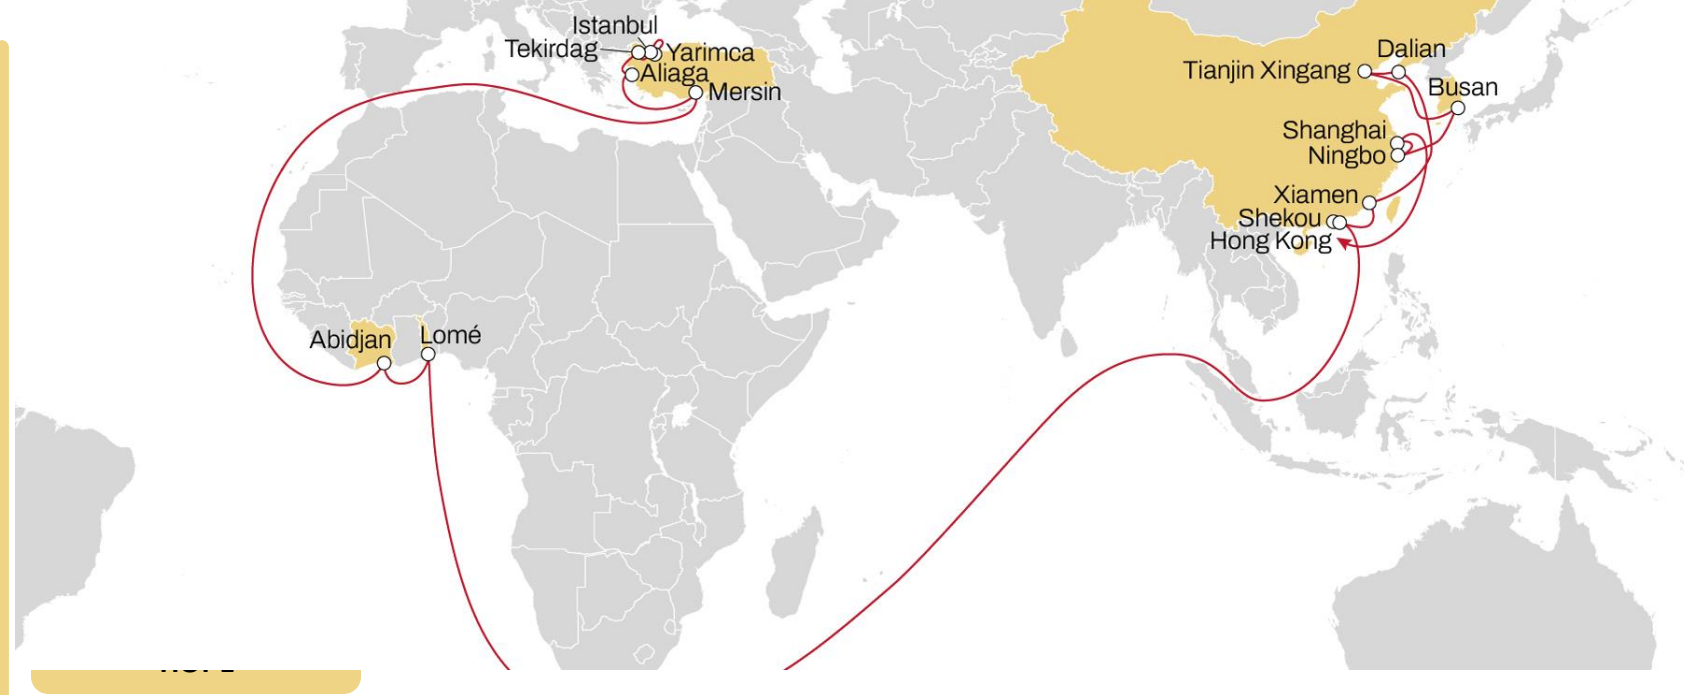 Istanbul
Tekirdag
Yarimca
Aliaga
Mersin
Dalian
Tianjin Xingang
Busan
Shanghai
Ningbo
Xiamen
Shekou
Hong Kong
Abidjan
Lomé